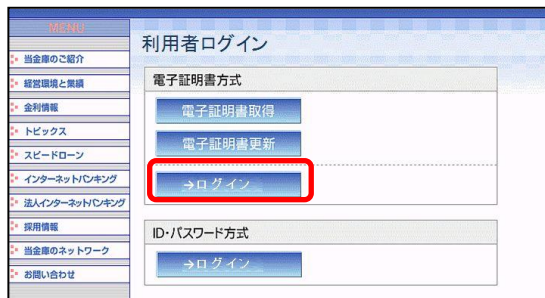 MENU
当金庫のご紹介
経営環境と業績
金利情報
トピックス
スピードローン
インターネットバンキング
法人インターネットバンキング
採用情報
当金庫のネットワーク
お問い合わせ
利用者ログイン
電子証明書方式
電子証明書取得
電子証明書更新
→ログイン
ID・パスワード方式
→ログイン